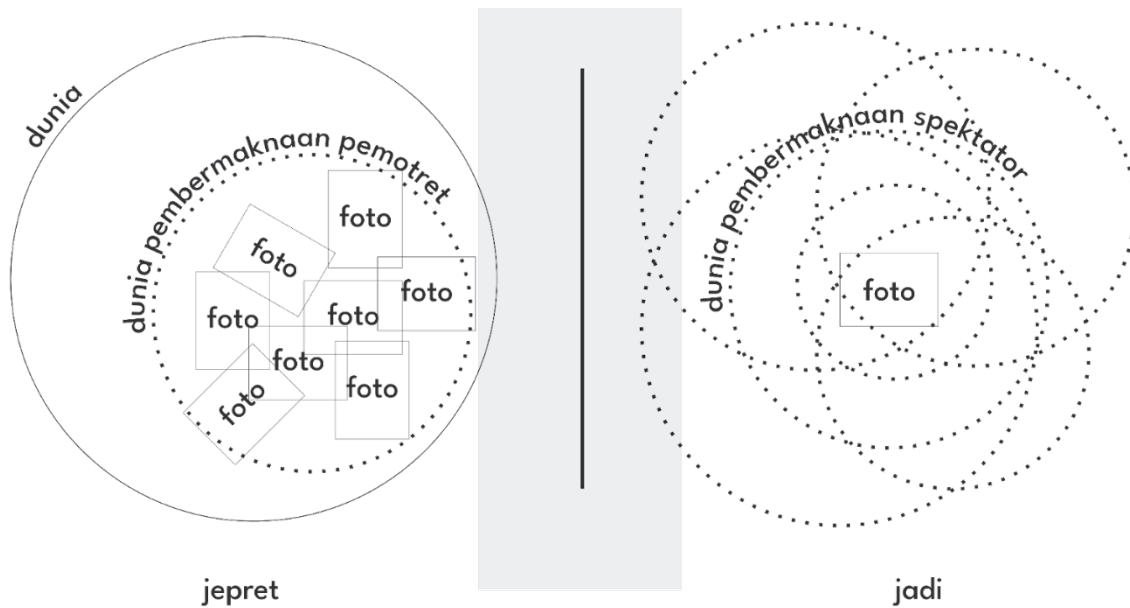 dunia
dunia pembermaknaan pemotret
foto
foto
foto
foto
foto
foto
foto
foto
jepret
dunia pembermaknaan spektator
foto
jadi